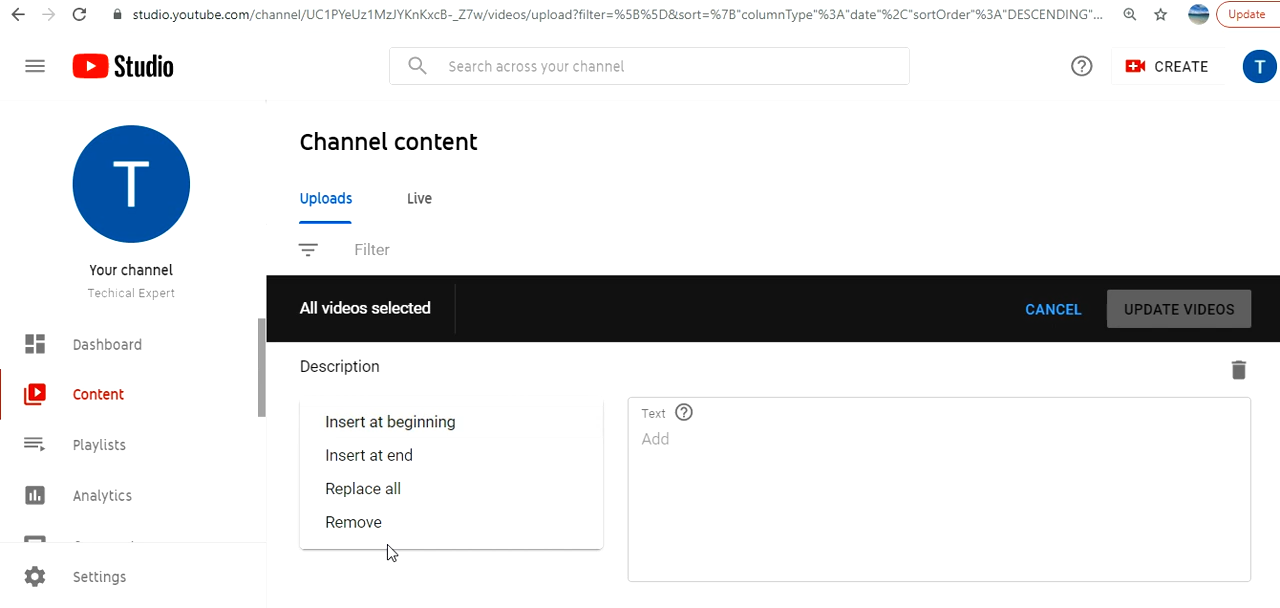 studio.youtube.com/channel/UC1PYeUz1MzJYKnKxcB-_Z7w/videos/upload?filter=%5B%5D&sort=%7B"columnType"%3A"date"%2C"sortOrder"%3A"DESCENDING"...
Update
Studio
Search across your channel
CREATE
T
T
Your channel
Techical Expert
Dashboard
Content
Playlists
Analytics
Settings
Channel content
Uploads
Live
Filter
All videos selected
CANCEL
UPDATE VIDEOS
Description
Insert at beginning
Insert at end
Replace all
Remove
Text
Add